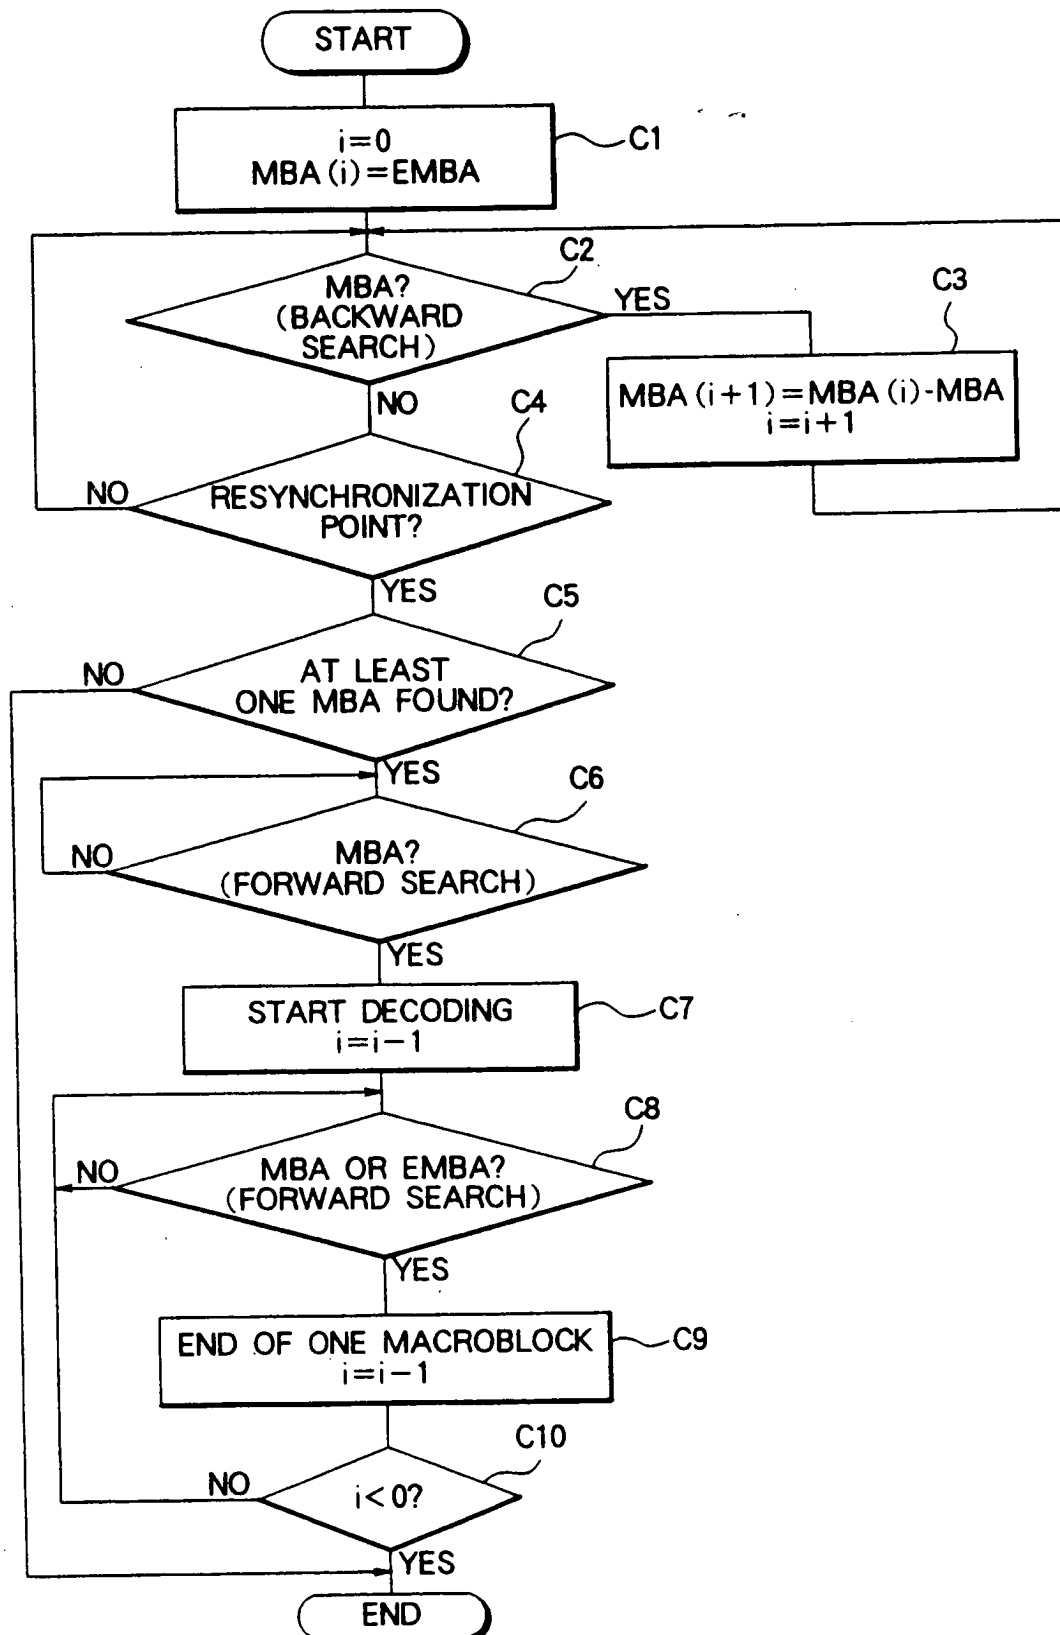 START
i=0
MBA(i)=EMBA
C1
MBA?
(BACKWARD
SEARCH)
C2
YES
C3
MBA(i+1)=MBA(i)-MBA
i=i+1
NO
C4
NO
RESYNCHRONIZATION
POINT?
YES
C5
NO
AT LEAST
ONE MBA FOUND?
YES
C6
NO
MBA?
(FORWARD SEARCH)
YES
START DECODING
i=i-1
C7
C8
NO
MBA OR EMBA?
(FORWARD SEARCH)
YES
END OF ONE MACROBLOCK
i=i-1
C9
C10
NO
i<0?
YES
END